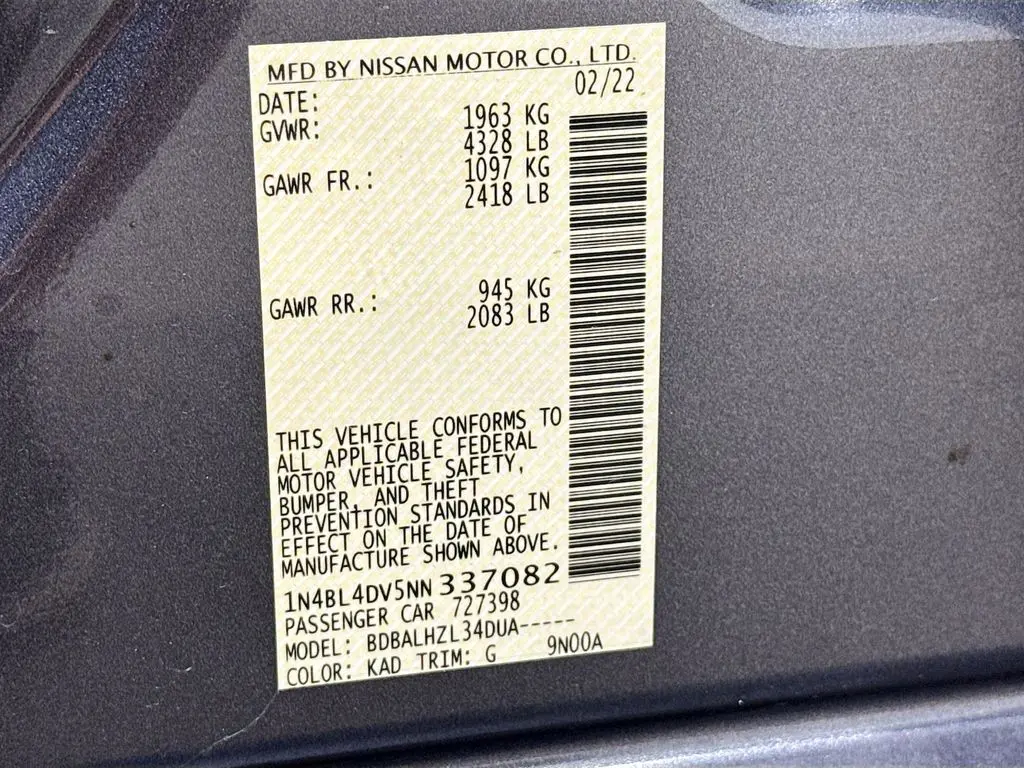 MFD BY NISSAN MOTOR CO., LTD.
DATE: 02/22
GVWR: 1963 KG
4328 LB
GAWR FR.: 1097 KG
2418 LB
GAWR RR.: 945 KG
2083 LB
THIS VEHICLE CONFORMS TO
ALL APPLICABLE FEDERAL
MOTOR VEHICLE SAFETY,
BUMPER, AND THEFT
PREVENTION STANDARDS IN
EFFECT ON THE DATE OF
MANUFACTURE SHOWN ABOVE.
1N4BL4DV5NN337082
PASSENGER CAR 727398
MODEL: BDBALHZL34DUA-----
COLOR: KAD TRIM: G 9N00A